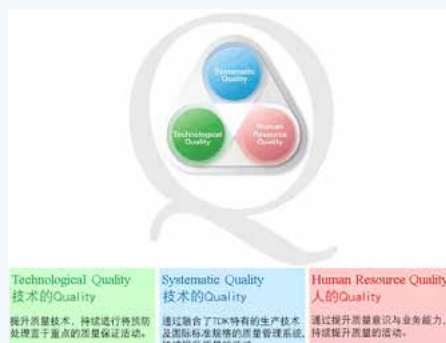 Q
Systematic
Quality
Technological
Quality
Human
Resource
Quality
Technological Quality
技术的Quality
提升质量技术，持续进行将预防
处理置于重点的质量保证活动。
Systematic Quality
技术的Quality
通过融合了TDK特有的生产技术
及国际标准规格的质量管理系统，
Human Resource Quality
人的Quality
通过提升质量意识与业务能力，
持续提升质量的活动。